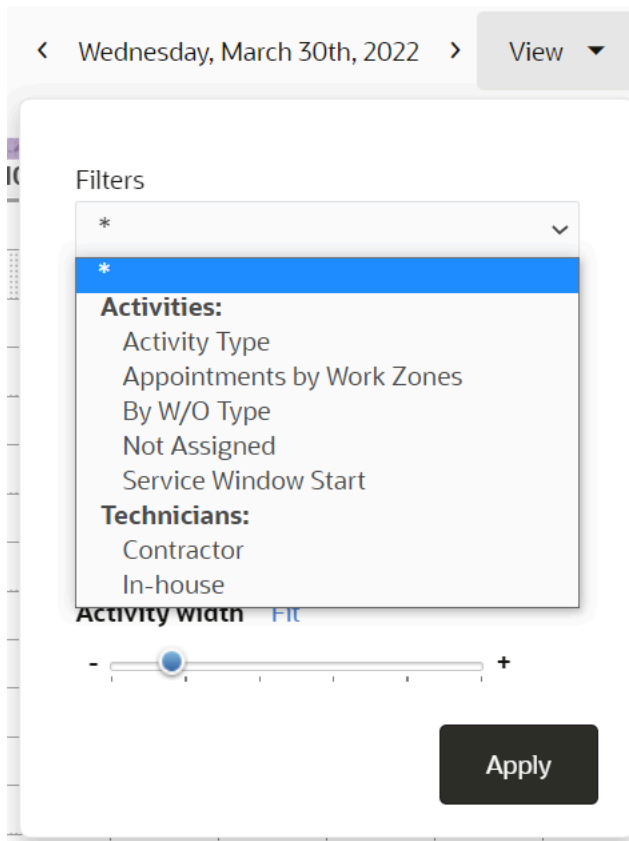 Wednesday, March 30th, 2022
View
Filters
*
*
Activities:
Activity Type
Appointments by Work Zones
By W/O Type
Not Assigned
Service Window Start
Technicians:
Contractor
In-house
Activity width Fit
- +
Apply